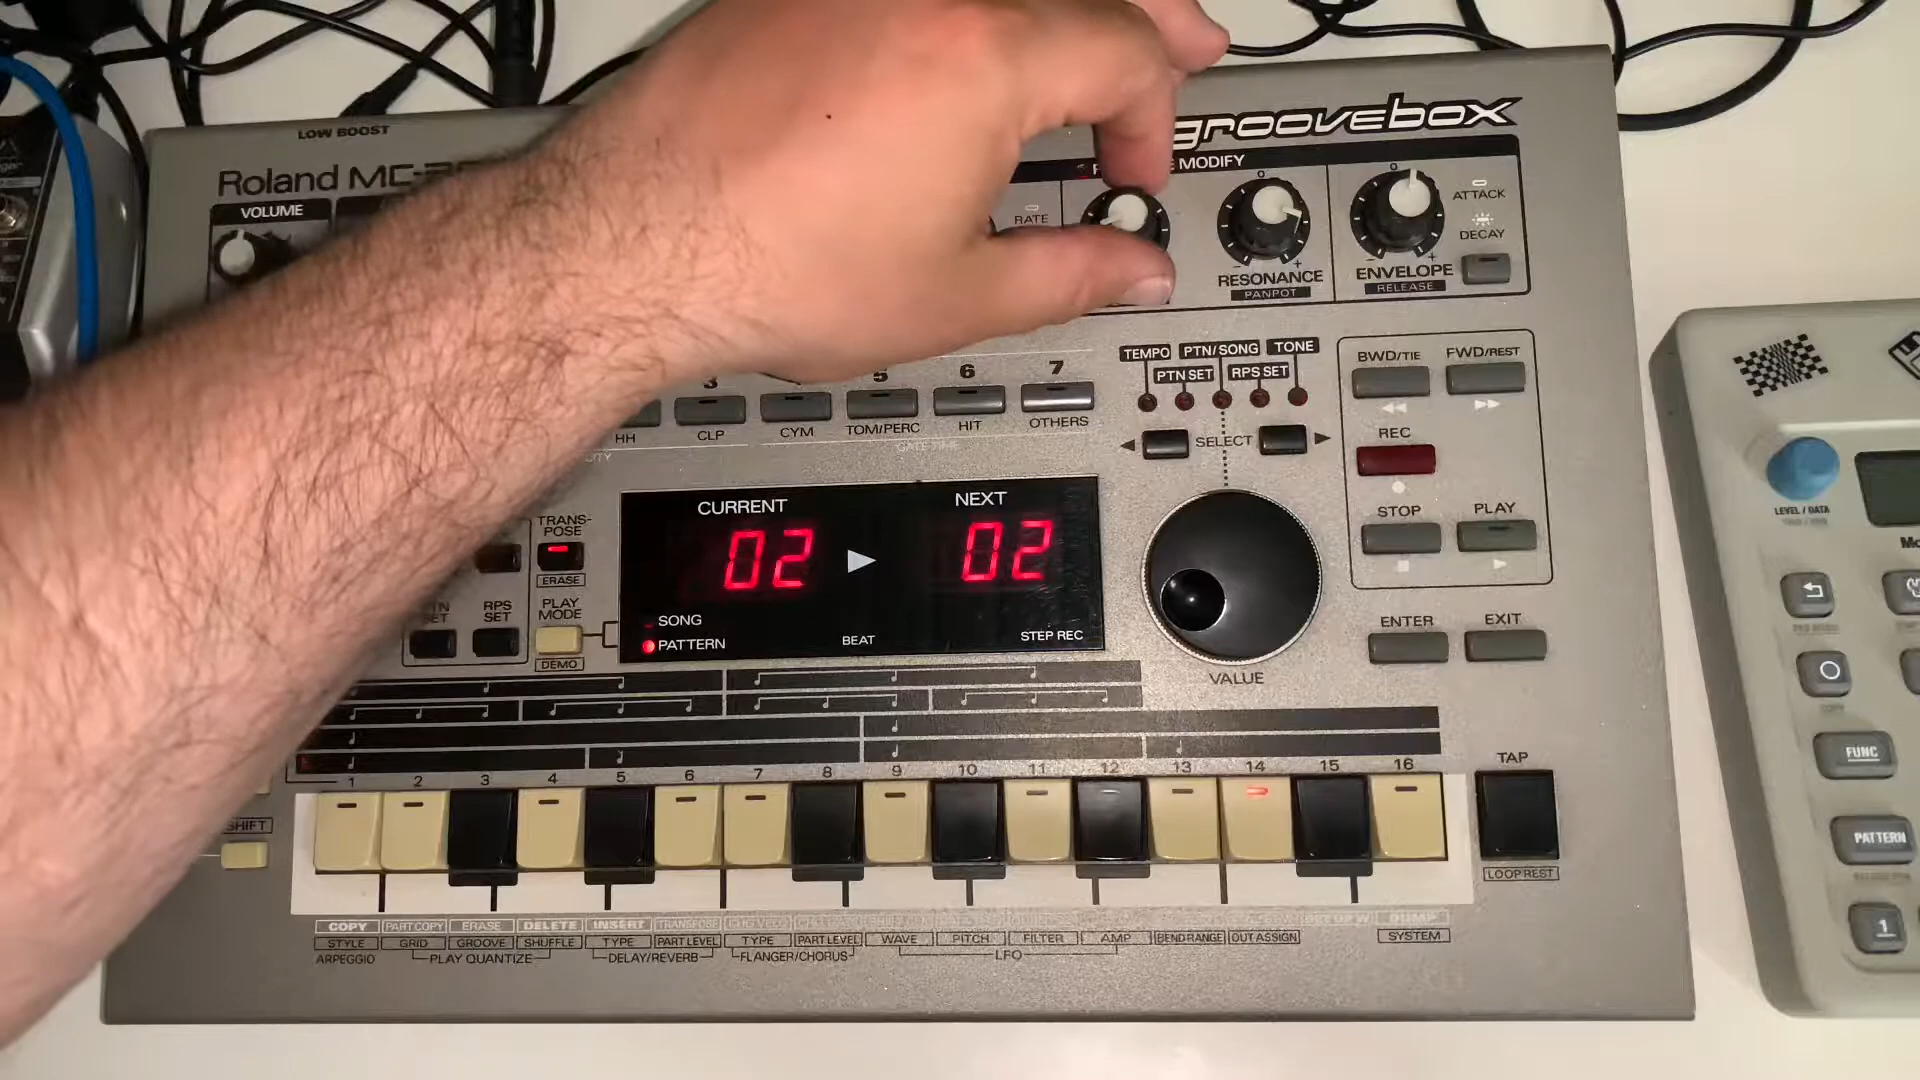 LOW BOOST
groovebox
Roland
VOLUME
MODIFY
RATE
ATTACK
DECAY
RESONANCE
PANPOT
ENVELOPE
RELEASE
TEMPO
PTN/SONG
TONE
PTN SET
RPS SET
BWD/TIE
FWD/REST
3
5
6
7
HH
CLP
CYM
TOM/PERC
HIT
OTHERS
GATE TIME
SELECT
REC
STOP
PLAY
CURRENT
NEXT
02
02
SONG
PATTERN
BEAT
STEP REC
TRANS-
POSE
ERASE
RPS
SET
PLAY
MODE
DEMO
VALUE
ENTER
EXIT
1 2 3 4 5 6 7 8 9 10 11 12 13 14 15 16
TAP
LOOP REST
SHIFT
COPY PART COPY ERASE DELETE INSERT TRANSPOSE DUMP
STYLE GRID GROOVE SHUFFLE TYPE PART LEVEL TYPE PART LEVEL WAVE PITCH FILTER AMP BEND RANGE OUT ASSIGN SYSTEM
ARPEGGIO PLAY QUANTIZE DELAY/REVERB FLANGER/CHORUS LFO
LEVEL / DATA
FUNC
PATTERN
1